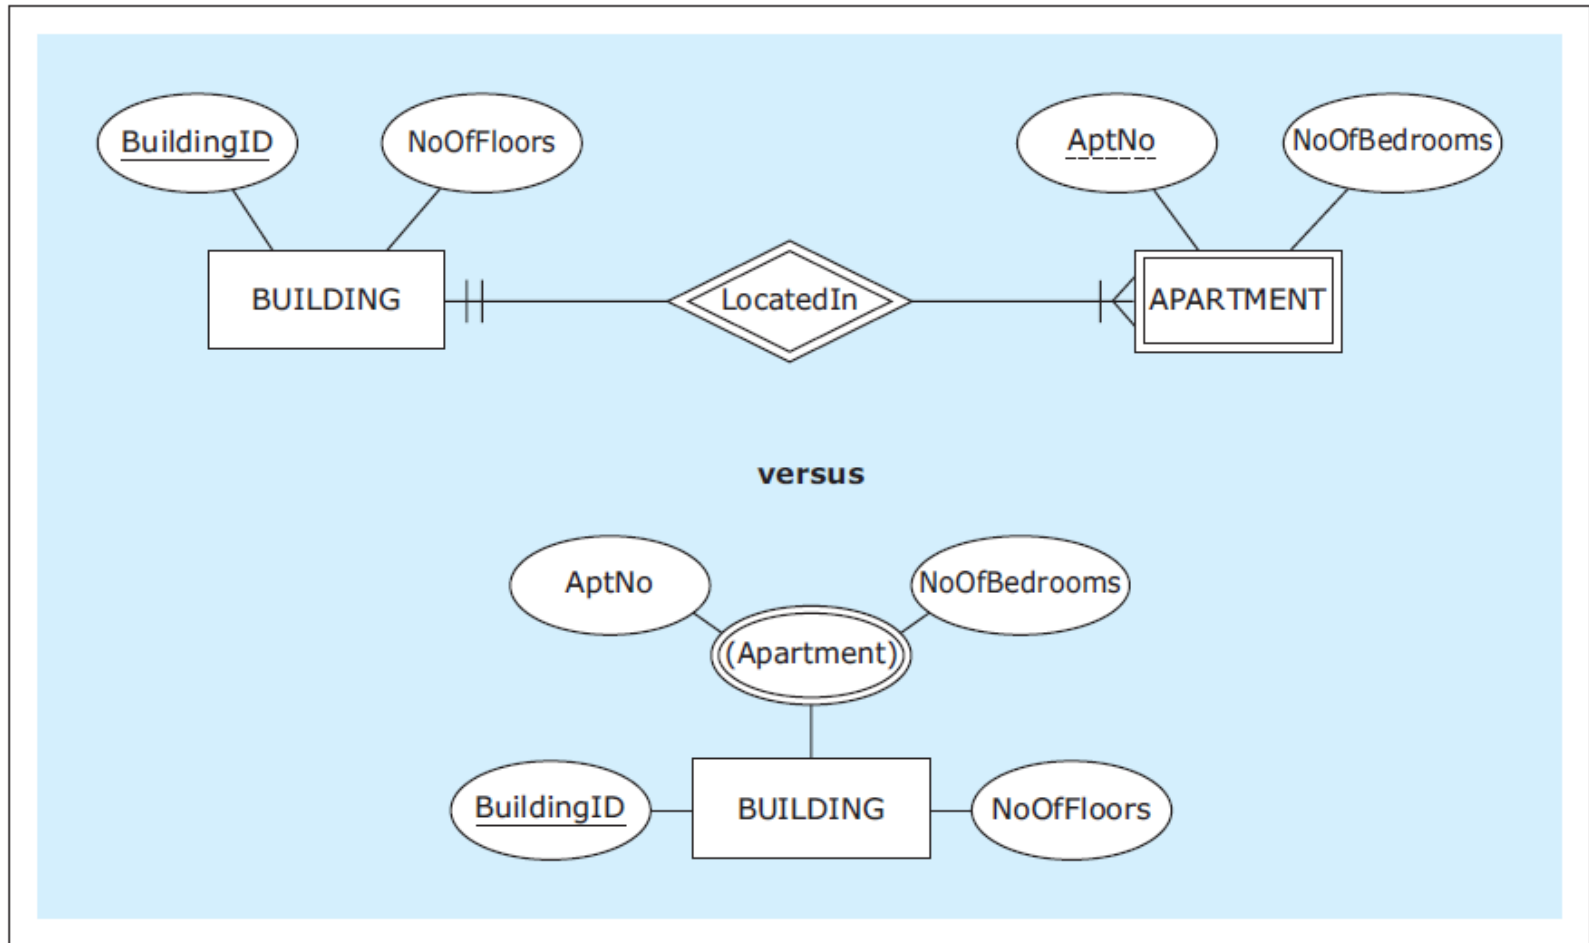 BuildingID
NoOfFloors
AptNo
NoOfBedrooms
BUILDING
LocatedIn
APARTMENT
versus
AptNo
NoOfBedrooms
(Apartment)
BuildingID
BUILDING
NoOfFloors